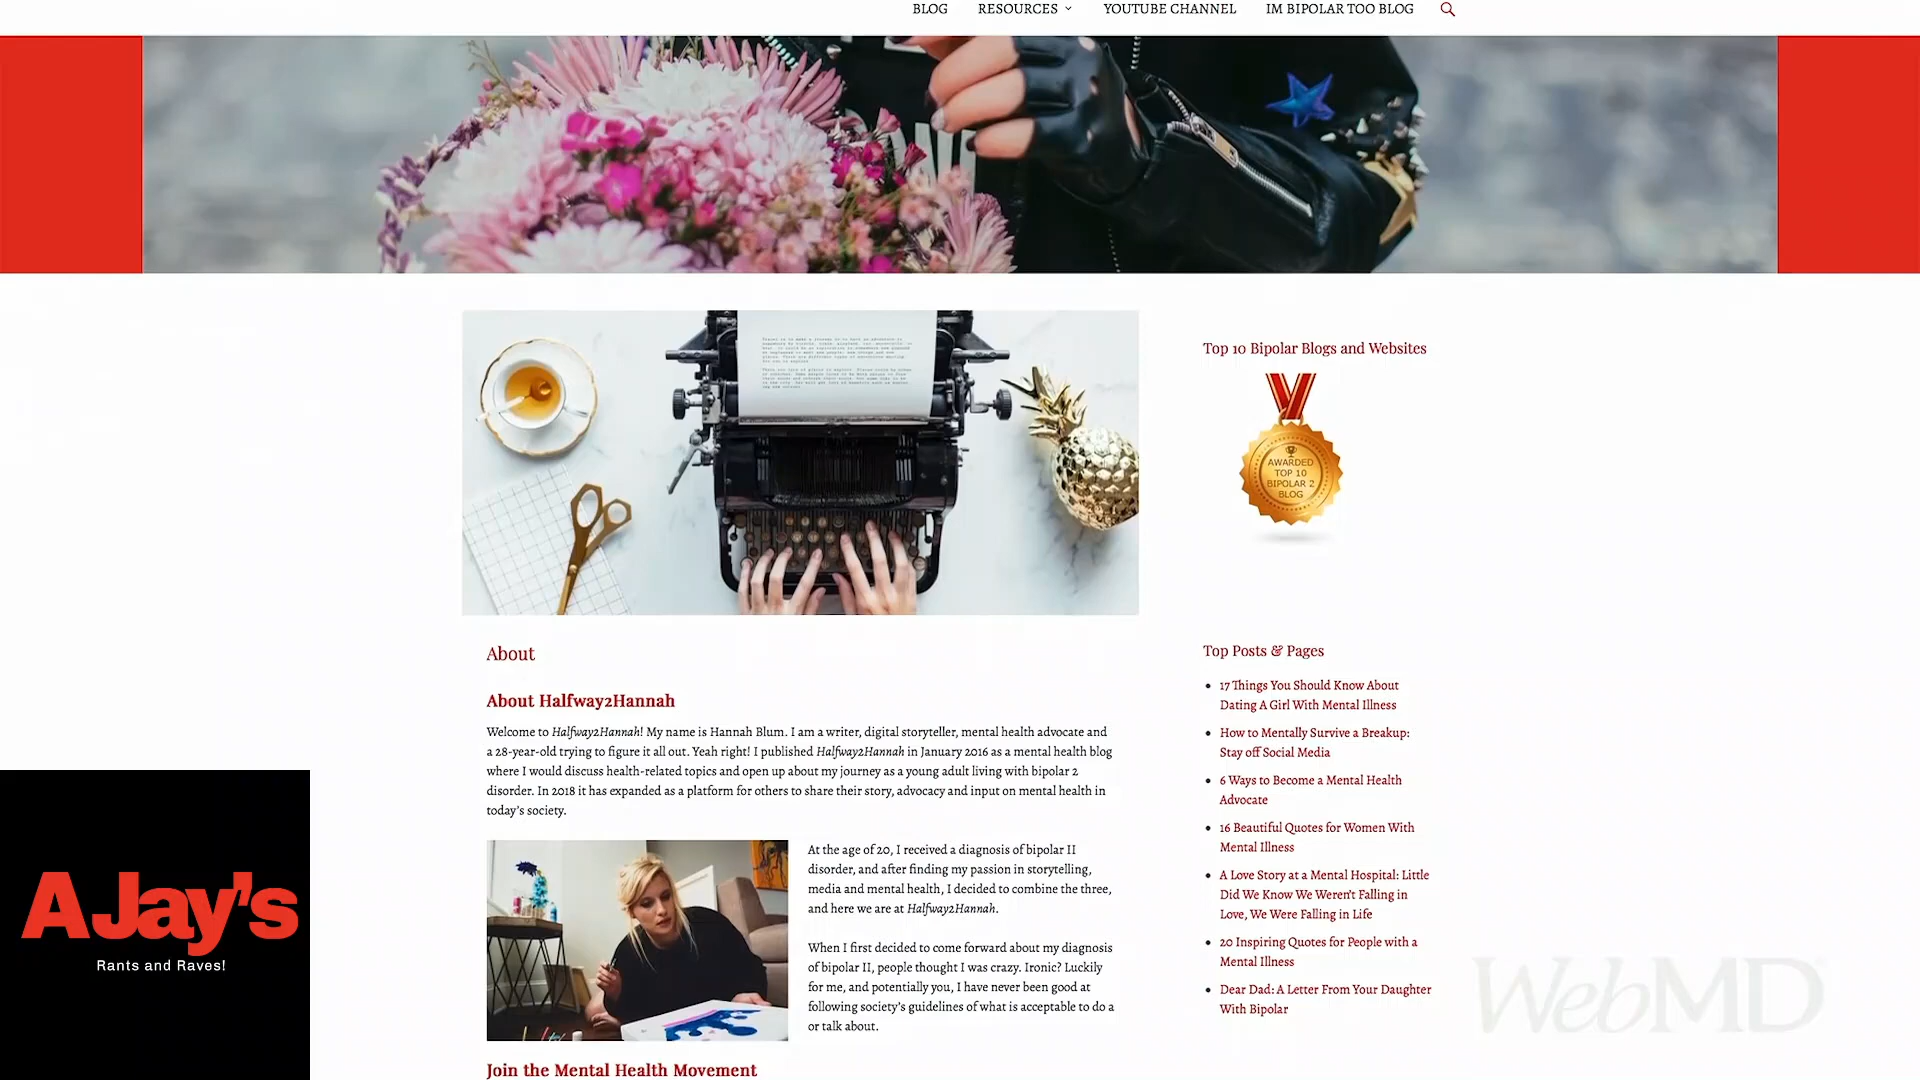 BLOG RESOURCES YOUTUBE CHANNEL IM BIPOLAR TOO BLOG
Top 10 Bipolar Blogs and Websites
AWARDED
TOP 10
BIPOLAR 2
BLOG
About
About Halfway2Hannah
Welcome to Halfway2Hannah! My name is Hannah Blum. I am a writer, digital storyteller, mental health advocate and
a 28-year-old trying to figure it all out. Yeah right! I published Halfway2Hannah in January 2016 as a mental health blog
where I would discuss health-related topics and open up about my journey as a young adult living with bipolar 2
disorder. In 2018 it has expanded as a platform for others to share their story, advocacy and input on mental health in
today's society.
At the age of 20, I received a diagnosis of bipolar II
disorder, and after finding my passion in storytelling,
media and mental health, I decided to combine the three,
and here we are at Halfway2Hannah.
When I first decided to come forward about my diagnosis
of bipolar II, people thought I was crazy. Ironic? Luckily
for me, and potentially you, I have never been good at
following society's guidelines of what is acceptable to do a
or talk about.
Join the Mental Health Movement
Top Posts & Pages
17 Things You Should Know About
Dating A Girl With Mental Illness
How to Mentally Survive a Breakup:
Stay off Social Media
6 Ways to Become a Mental Health
Advocate
16 Beautiful Quotes for Women With
Mental Illness
A Love Story at a Mental Hospital: Little
Did We Know We Weren't Falling in
Love, We Were Falling in Life
20 Inspiring Quotes for People with a
Mental Illness
Dear Dad: A Letter From Your Daughter
With Bipolar
A Jay's
Rants and Raves!
WebMD